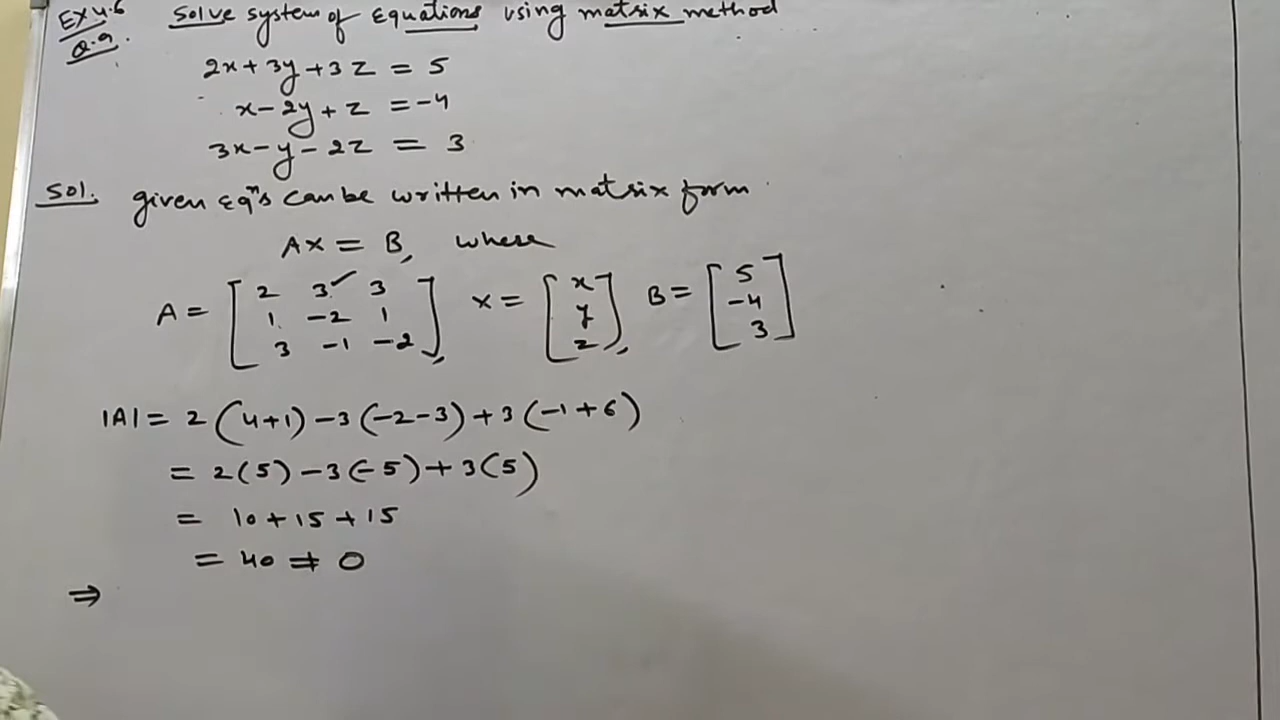 Ex 4.6 Solve system of Equations using matrix method
Q.9.
2x + 3y + 3z = 5
x - 2y + z = -4
3x - y - 2z = 3
Sol. given Eqⁿs can be written in matrix form
AX = B, where
A = [2 3 3; 1 -2 1; 3 -1 -2], X = [x; y; z], B = [5; -4; 3]
|A| = 2(4+1) - 3(-2-3) + 3(-1+6)
= 2(5) - 3(-5) + 3(5)
= 10 + 15 + 15
= 40 ≠ 0
⇒